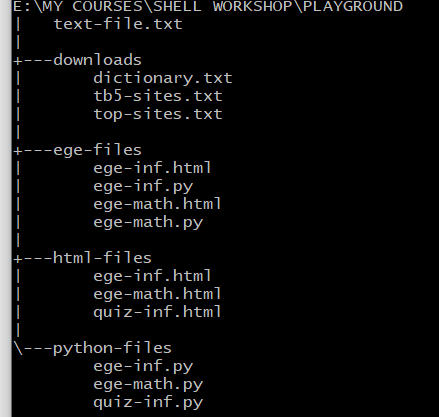 E:\MY COURSES\SHELL WORKSHOP\PLAYGROUND
|   text-file.txt
|
+---downloads
|       dictionary.txt
|       tb5-sites.txt
|       top-sites.txt
|
+---ege-files
|       ege-inf.html
|       ege-inf.py
|       ege-math.html
|       ege-math.py
|
+---html-files
|       ege-inf.html
|       ege-math.html
|       quiz-inf.html
|
\---python-files
        ege-inf.py
        ege-math.py
        quiz-inf.py